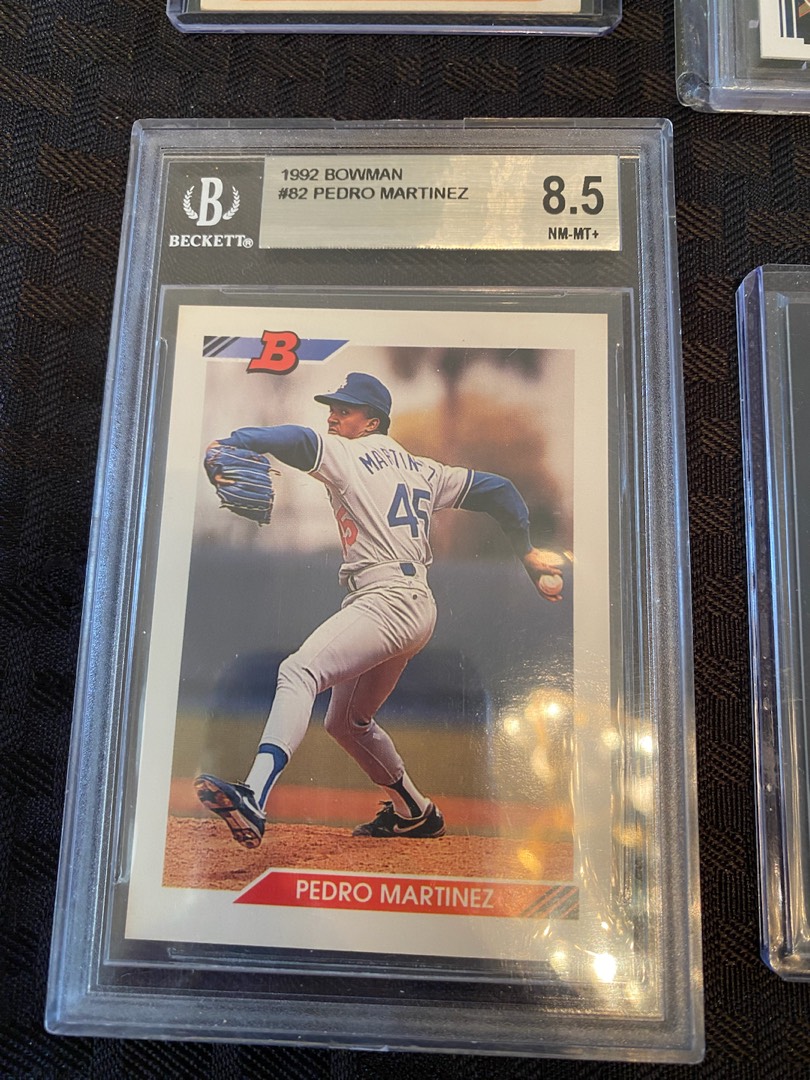 1992 BOWMAN
#82 PEDRO MARTINEZ
8.5
NM-MT+
B
BECKETT®
B
MARTINEZ
45
PEDRO MARTINEZ